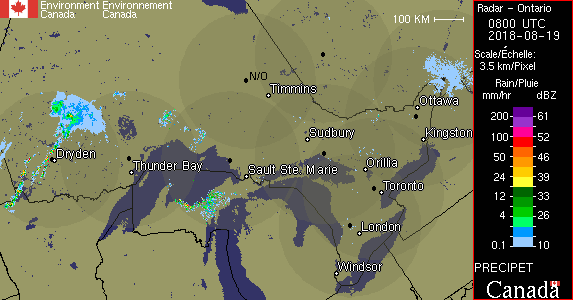 Environment Environnement
Canada Canada
100 KM
N/O
Timmins
Ottawa
Sudbury
Kingston
Dryden
Thunder Bay
Sault Ste. Marie
Orillia
Toronto
London
Windsor
Radar - Ontario
0800 UTC
2018-08-19
Scale/Échelle:
3.5 km/Pixel
Rain/Pluie
mm/hr dBZ
200 61
100 52
50 46
24 39
12 33
4 26
1 20
0.1 10
PRECIPET
Canada